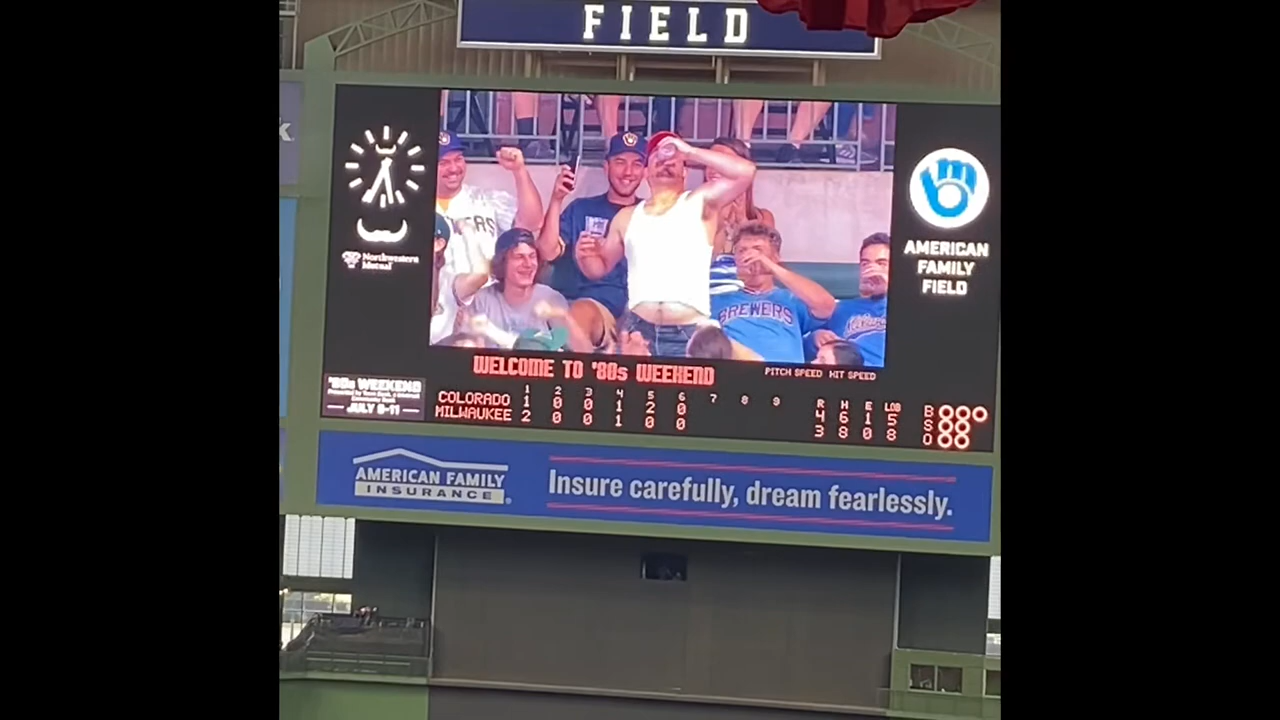 FIELD
k
Northwestern
Mutual
ERS
BREWERS
AMERICAN
FAMILY
FIELD
WELCOME TO '80s WEEKEND
PITCH SPEED HIT SPEED
'80s WEEKEND
JULY 9-11
1 2 3 4 5 6 7 8 9 R H E LOB
COLORADO 1 0 0 1 2 0 4 6 1 5 B
MILWAUKEE 2 0 0 1 0 0 3 8 0 8 S
O
AMERICAN FAMILY
INSURANCE
Insure carefully, dream fearlessly.